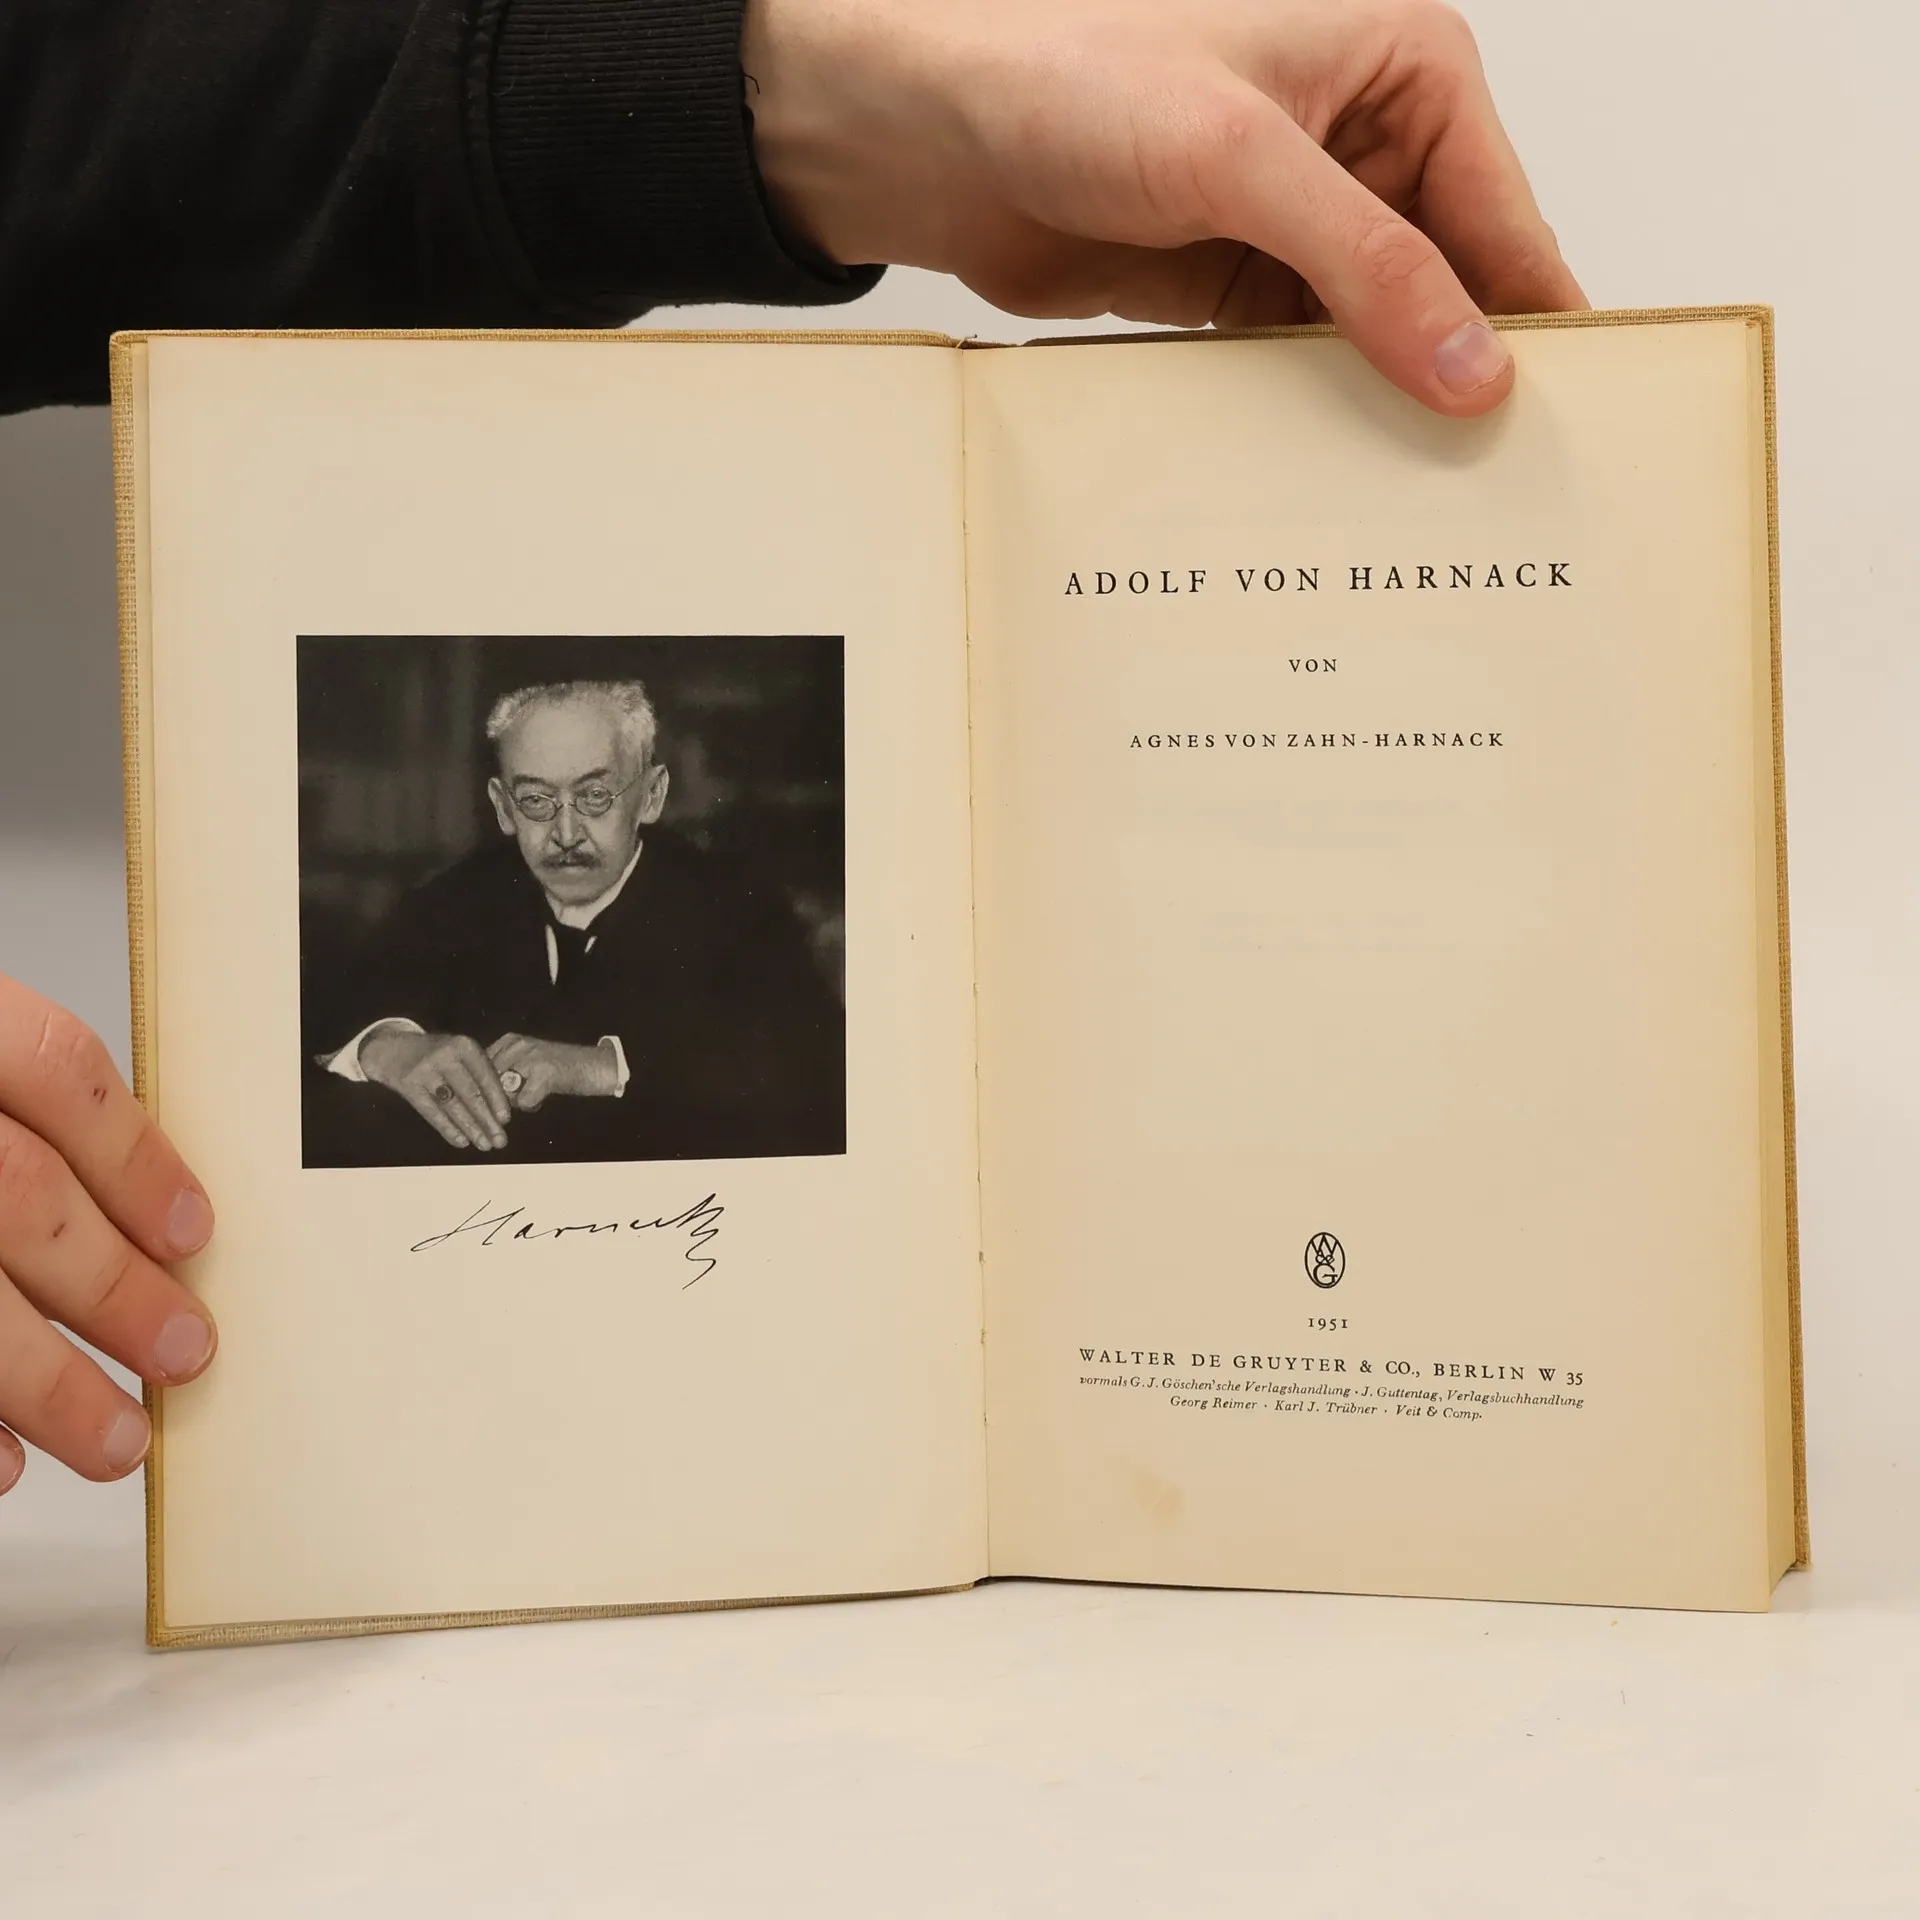 Harnack
ADOLF VON HARNACK
VON
AGNES VON ZAHN-HARNACK
W
&
G
1951
WALTER DE GRUYTER & CO., BERLIN W 35
vormals G. J. Göschen'sche Verlagshandlung · J. Guttentag, Verlagsbuchhandlung
Georg Reimer · Karl J. Trübner · Veit & Comp.